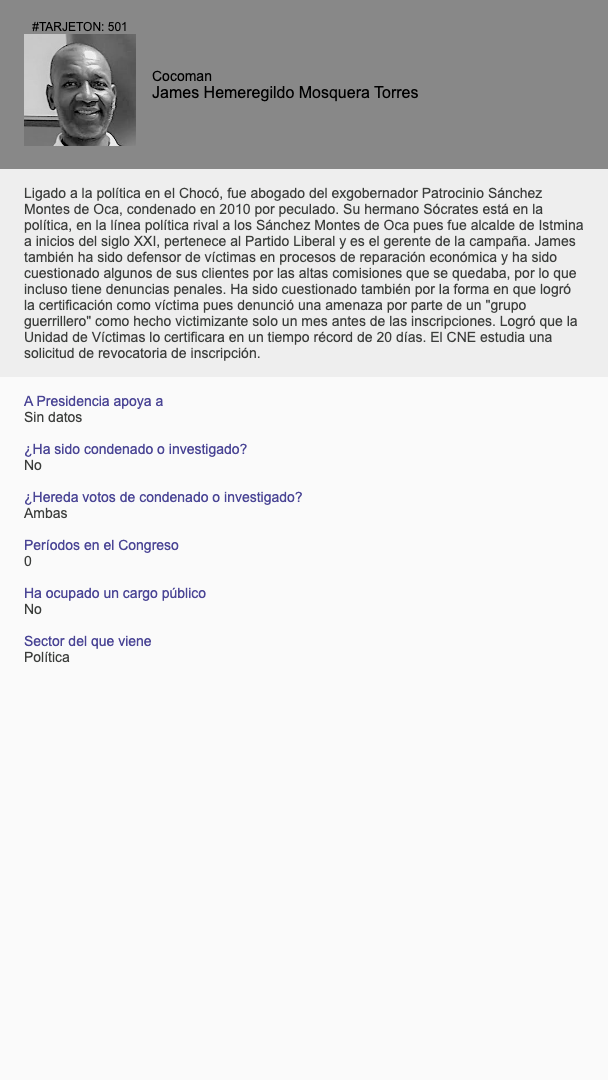 #TARJETON: 501
Cocoman
James Hemeregildo Mosquera Torres
Ligado a la política en el Chocó, fue abogado del exgobernador Patrocinio Sánchez
Montes de Oca, condenado en 2010 por peculado. Su hermano Sócrates está en la
política, en la línea política rival a los Sánchez Montes de Oca pues fue alcalde de Istmina
a inicios del siglo XXI, pertenece al Partido Liberal y es el gerente de la campaña. James
también ha sido defensor de víctimas en procesos de reparación económica y ha sido
cuestionado algunos de sus clientes por las altas comisiones que se quedaba, por lo que
incluso tiene denuncias penales. Ha sido cuestionado también por la forma en que logró
la certificación como víctima pues denunció una amenaza por parte de un "grupo
guerrillero" como hecho victimizante solo un mes antes de las inscripciones. Logró que la
Unidad de Víctimas lo certificara en un tiempo récord de 20 días. El CNE estudia una
solicitud de revocatoria de inscripción.
A Presidencia apoya a
Sin datos
¿Ha sido condenado o investigado?
No
¿Hereda votos de condenado o investigado?
Ambas
Períodos en el Congreso
0
Ha ocupado un cargo público
No
Sector del que viene
Política